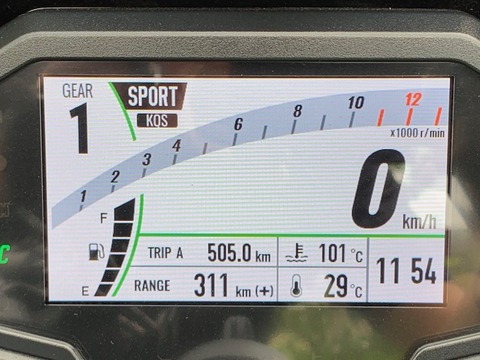 GEAR
1
SPORT
KQS
1 2 3 4 6 8 10 12
x1000 r/min
0 km/h
F
E
TRIP A 505.0 km
101 °C
RANGE 311 km (+)
29 °C
11 54
C